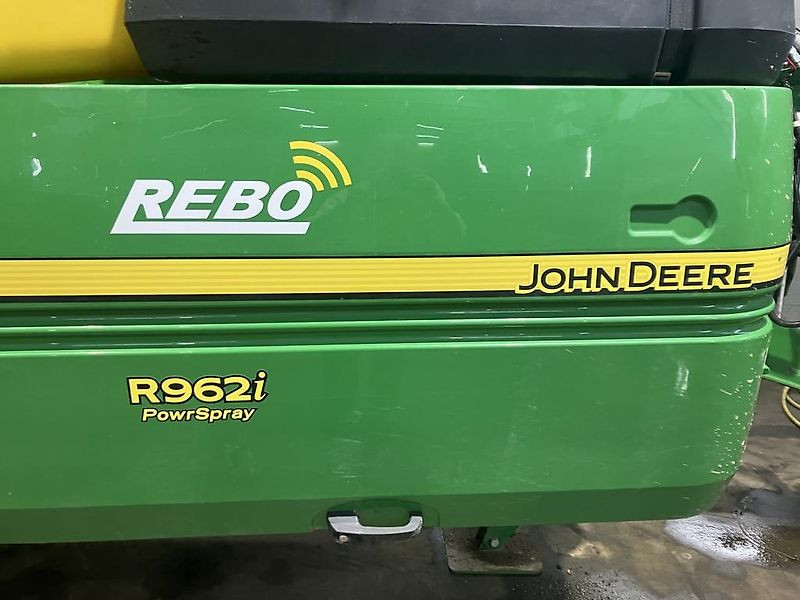 REBO
JOHN DEERE
R962i
PowrSpray